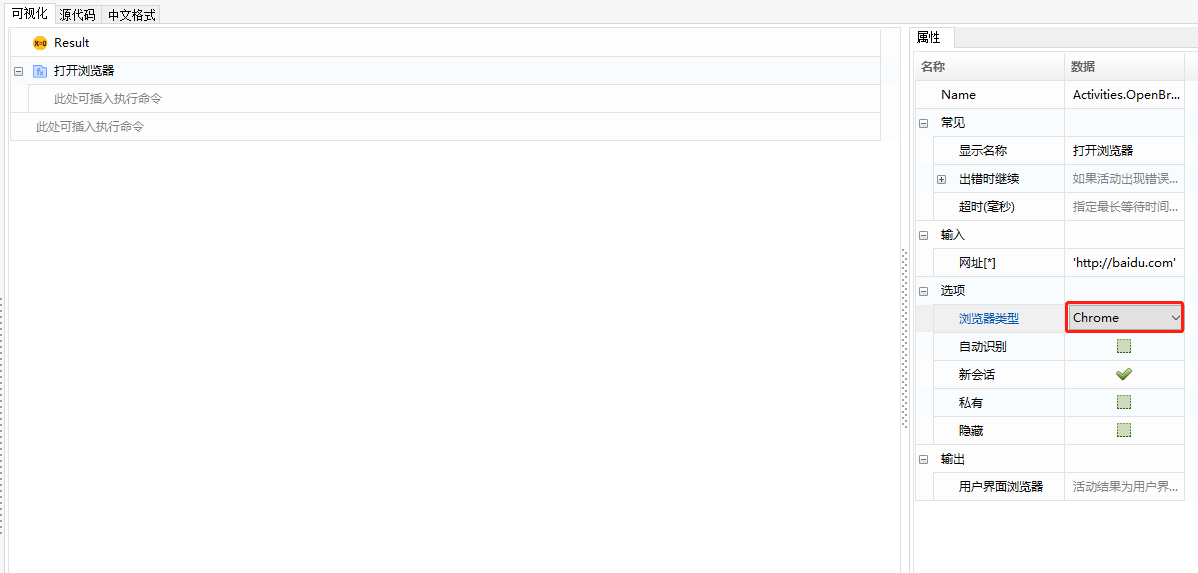 可视化 源代码 中文格式
Result
打开浏览器
此处可插入执行命令
此处可插入执行命令
属性
名称 数据
Name Activities.OpenBr...
常见
显示名称 打开浏览器
出错时继续 如果活动出现错误...
超时(毫秒) 指定最长等待时间...
输入
网址[*] 'http://baidu.com'
选项
浏览器类型 Chrome
自动识别
新会话
私有
隐藏
输出
用户界面浏览器 活动结果为用户界...